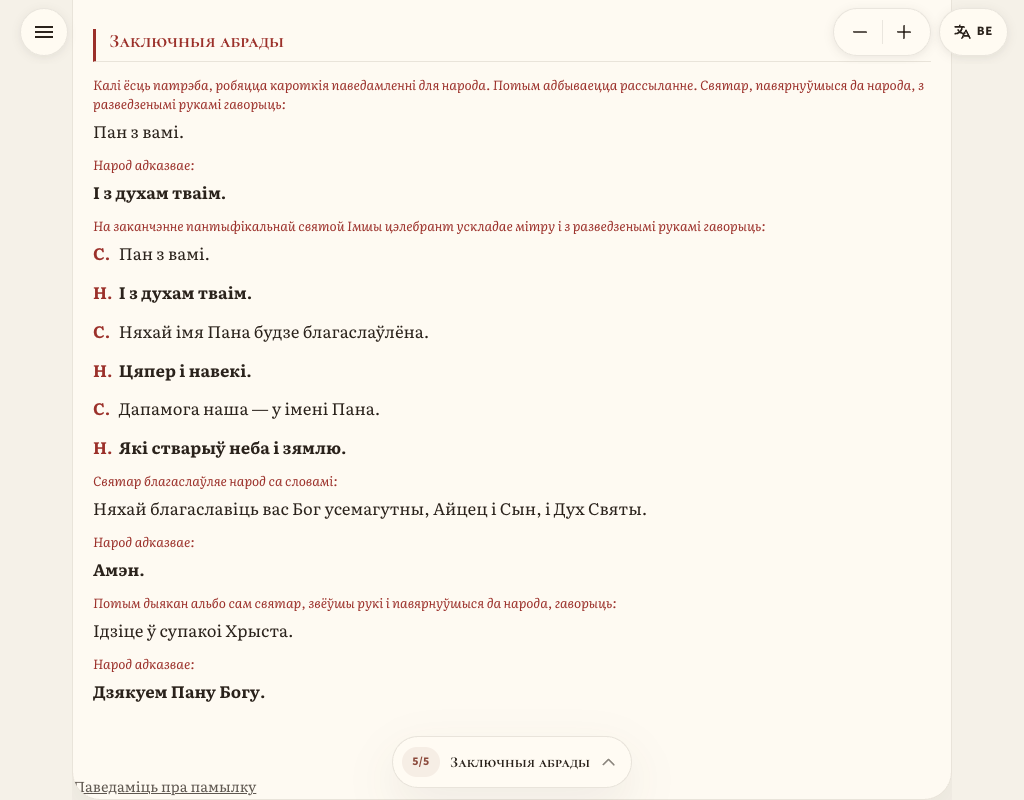 Заключныя абрады
BE
Калі ёсць патрэба, робяцца кароткія паведамленні для народа. Потым адбываецца рассыланне. Святар, павярнуўшыся да народа, з
разведзенымі рукамі гаворыць:
Пан з вамі.
Народ адказвае:
І з духам тваім.
На заканчэнне пантыфікальнай святой Імшы цэлебрант ускладае мітру і з разведзенымі рукамі гаворыць:
С. Пан з вамі.
Н. І з духам тваім.
С. Няхай імя Пана будзе благаслаўлёна.
Н. Цяпер і навекі.
С. Дапамога наша — у імені Пана.
Н. Які стварыў неба і зямлю.
Святар благаслаўляе народ са словамі:
Няхай благаславіць вас Бог усемагутны, Айцец і Сын, і Дух Святы.
Народ адказвае:
Амэн.
Потым дыякан альбо сам святар, звёўшы рукі і павярнуўшыся да народа, гаворыць:
Ідзіце ў супакоі Хрыста.
Народ адказвае:
Дзякуем Пану Богу.
5/5 Заключныя абрады
Паведаміць пра памылку